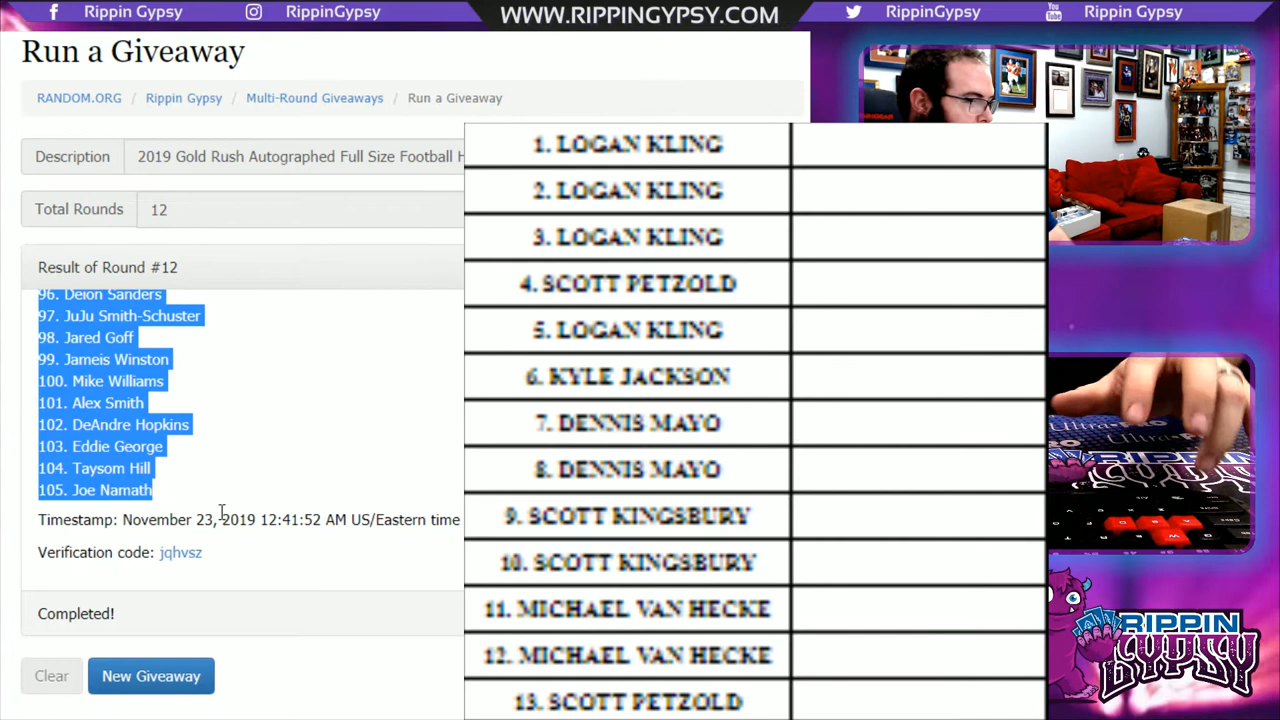 Rippin Gypsy
RippinGypsy
WWW.RIPPINGYPSY.COM
RippinGypsy
Rippin Gypsy
Run a Giveaway
RANDOM.ORG / Rippin Gypsy / Multi-Round Giveaways / Run a Giveaway
Description 2019 Gold Rush Autographed Full Size Football H
Total Rounds 12
Result of Round #12
96. Deion Sanders
97. JuJu Smith-Schuster
98. Jared Goff
99. Jameis Winston
100. Mike Williams
101. Alex Smith
102. DeAndre Hopkins
103. Eddie George
104. Taysom Hill
105. Joe Namath
Timestamp: November 23, 2019 12:41:52 AM US/Eastern time
Verification code: jqhvsz
Completed!
Clear
New Giveaway
1. LOGAN KLING
2. LOGAN KLING
3. LOGAN KLING
4. SCOTT PETZOLD
5. LOGAN KLING
6. KYLE JACKSON
7. DENNIS MAYO
8. DENNIS MAYO
9. SCOTT KINGSBURY
10. SCOTT KINGSBURY
11. MICHAEL VAN HECKE
12. MICHAEL VAN HECKE
13. SCOTT PETZOLD
Ultra
RIPPIN
GYPSY